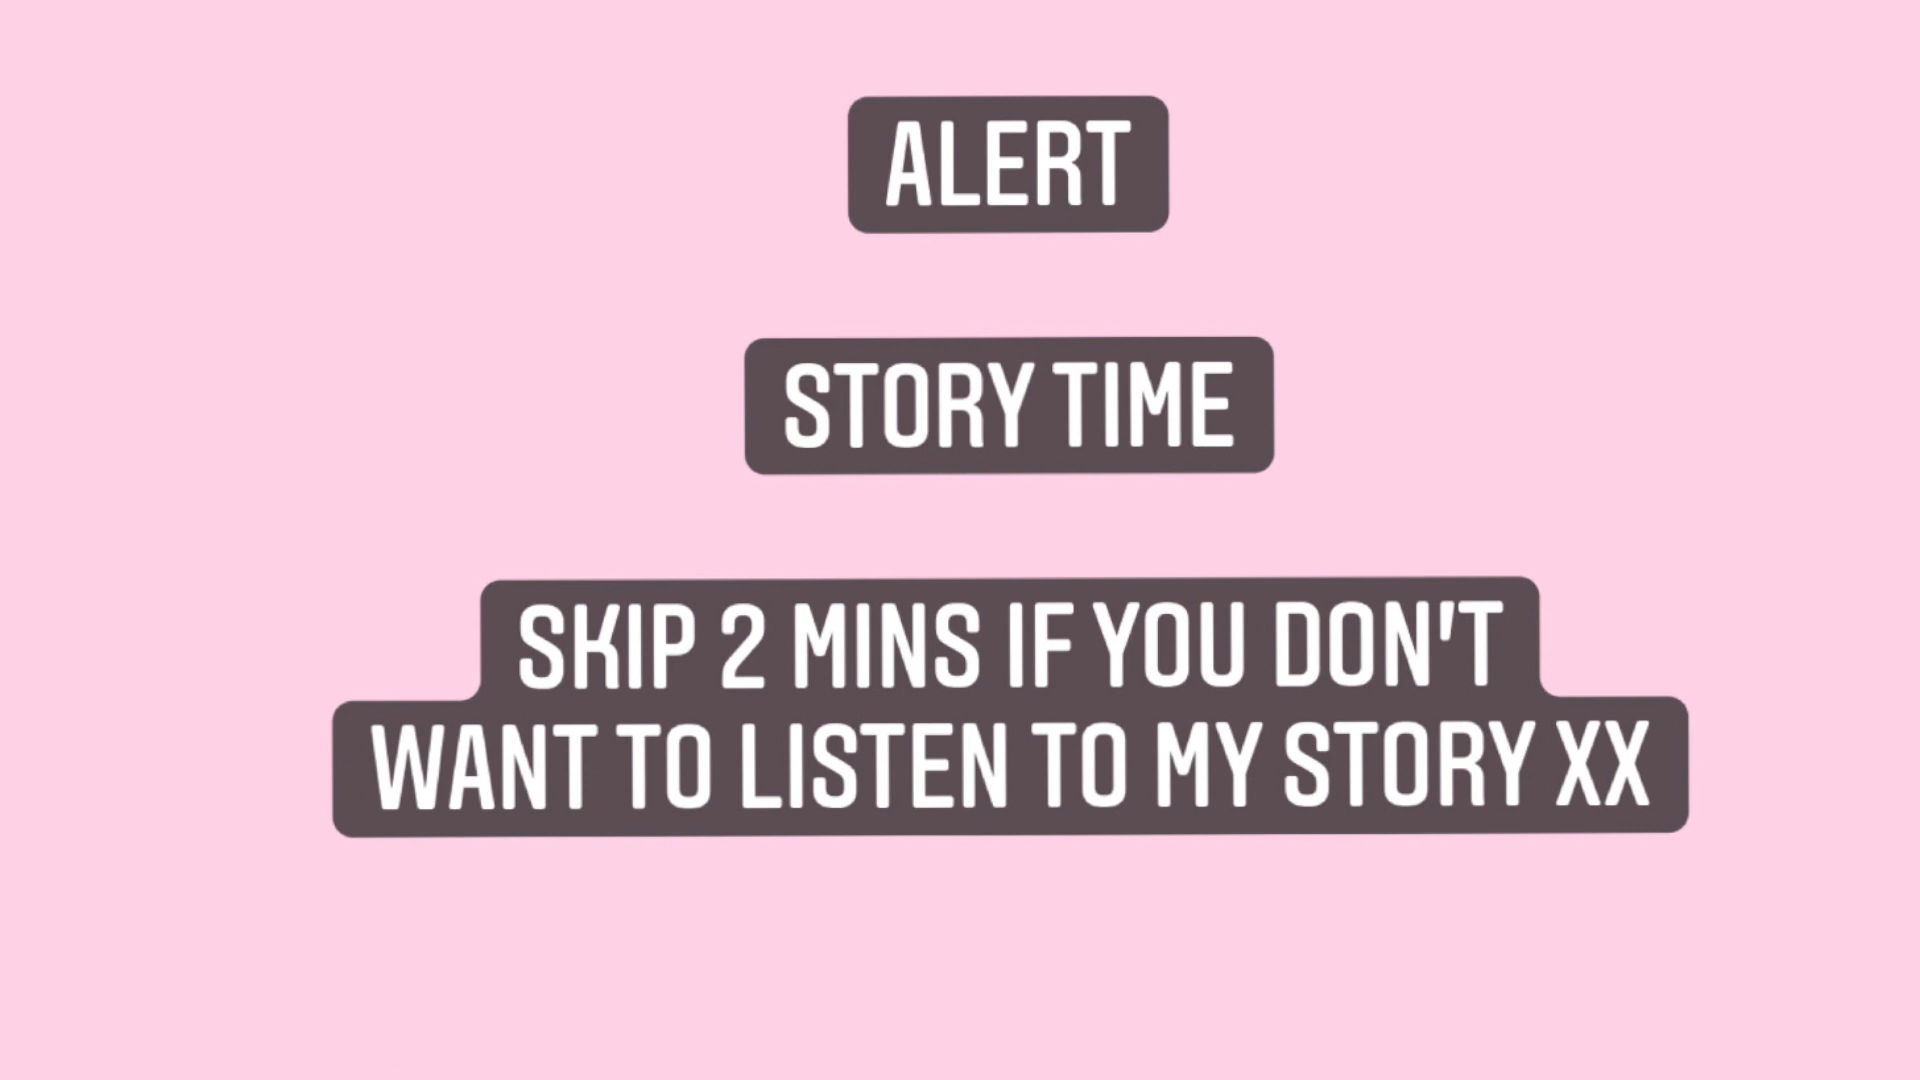 ALERT
STORY TIME
SKIP 2 MINS IF YOU DON'T
WANT TO LISTEN TO MY STORY XX